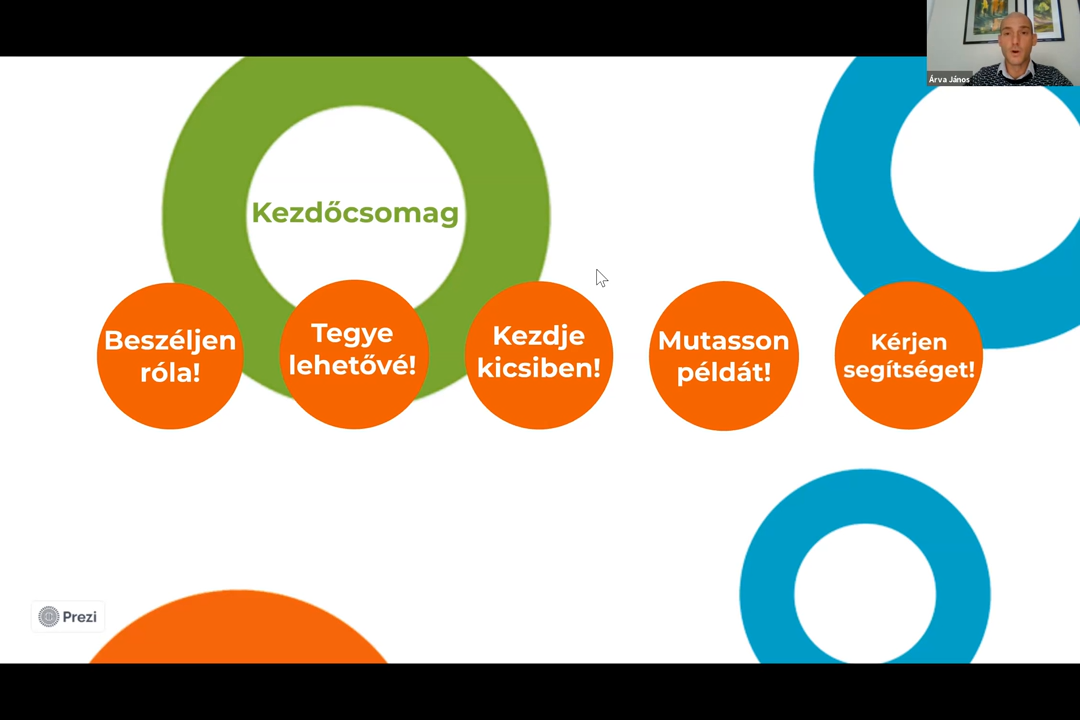 Árva János
Kezdőcsomag
Beszéljen
róla!
Tegye
lehetővé!
Kezdje
kicsiben!
Mutasson
példát!
Kérjen
segítséget!
Prezi